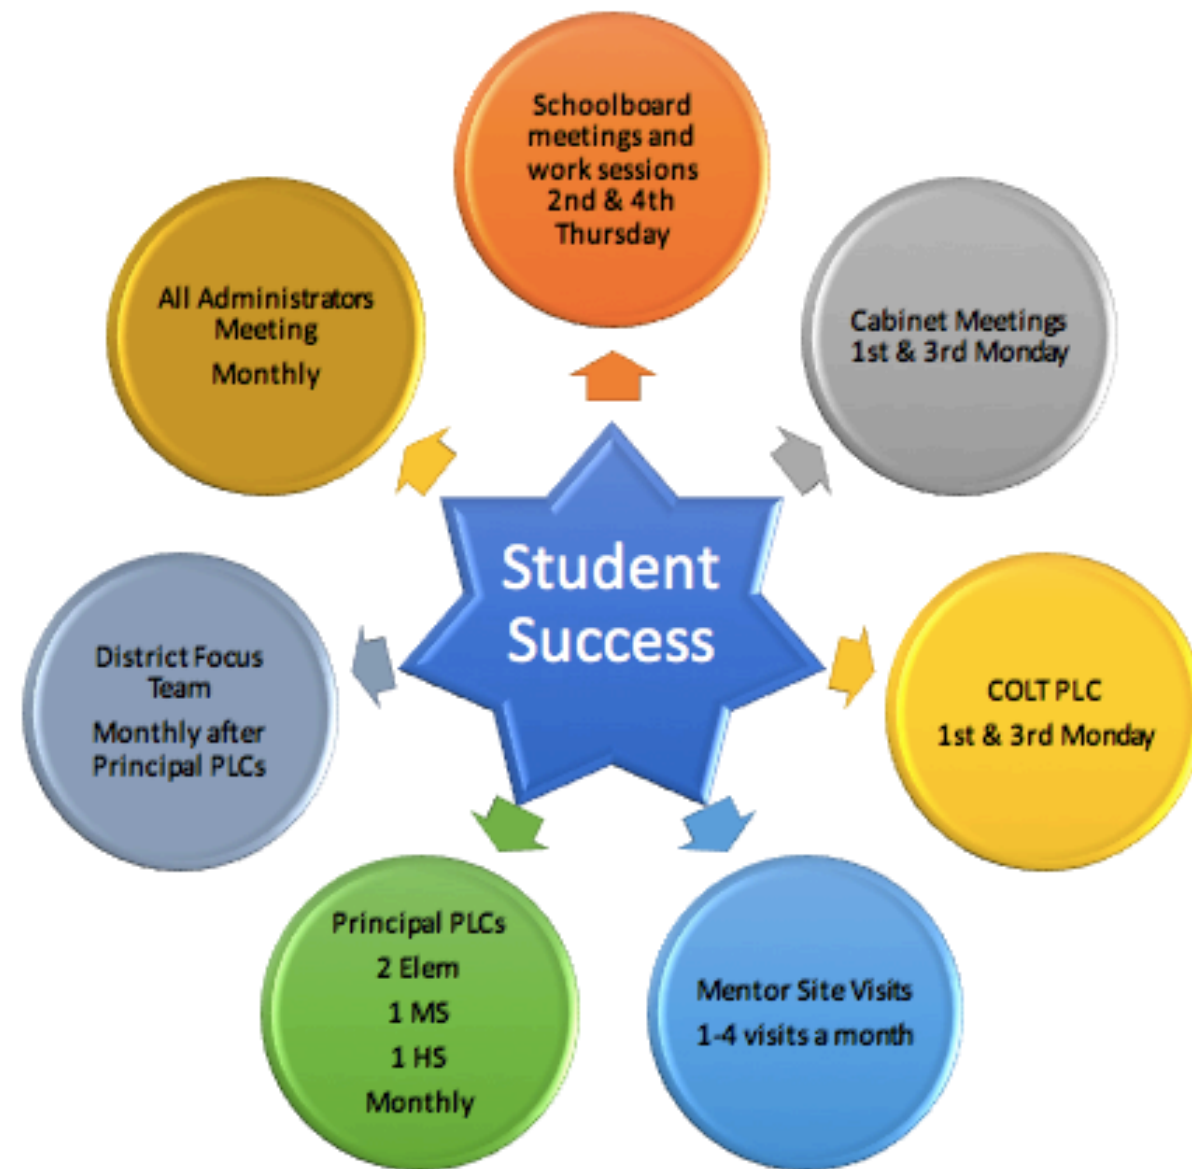 Schoolboard
meetings and
work sessions
2nd & 4th
Thursday
Cabinet Meetings
1st & 3rd Monday
COLT PLC
1st & 3rd Monday
Mentor Site Visits
1-4 visits a month
Principal PLCs
2 Elem
1 MS
1 HS
Monthly
District Focus
Team
Monthly after
Principal PLCs
All Administrators
Meeting
Monthly
Student
Success